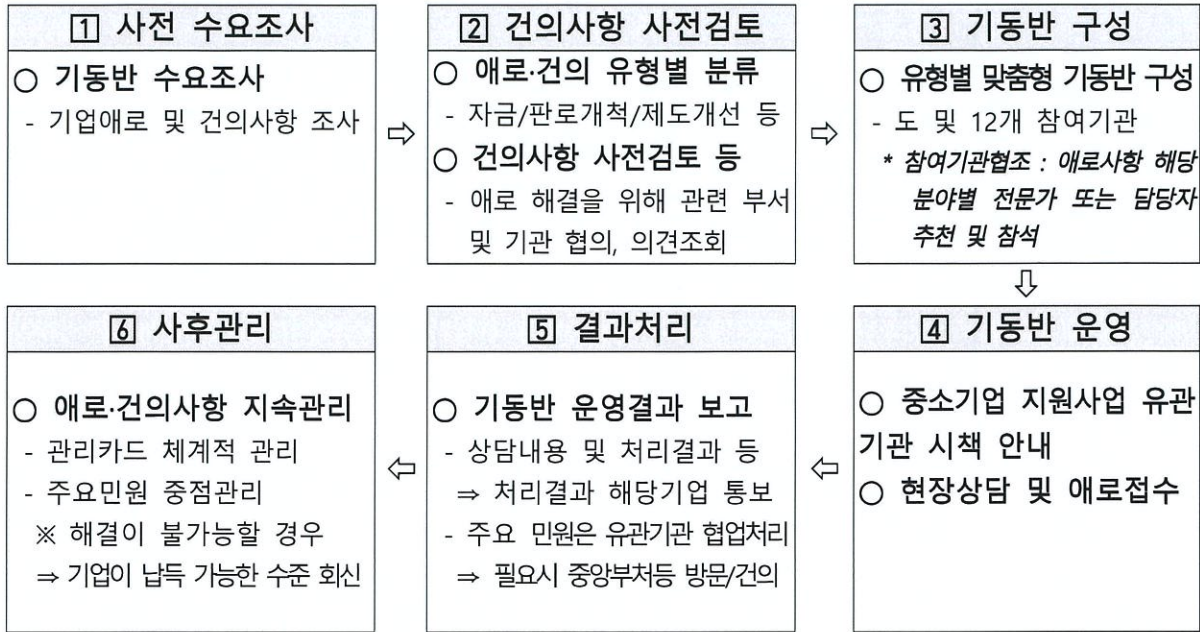 1 사전 수요조사
○ 기동반 수요조사
- 기업애로 및 건의사항 조사
⇨
2 건의사항 사전검토
○ 애로·건의 유형별 분류
- 자금/판로개척/제도개선 등
○ 건의사항 사전검토 등
- 애로 해결을 위해 관련 부서
및 기관 협의, 의견조회
⇨
3 기동반 구성
○ 유형별 맞춤형 기동반 구성
- 도 및 12개 참여기관
* 참여기관협조 : 애로사항 해당
분야별 전문가 또는 담당자
추천 및 참석
⇩
4 기동반 운영
○ 중소기업 지원사업 유관
기관 시책 안내
○ 현장상담 및 애로접수
⇦
5 결과처리
○ 기동반 운영결과 보고
- 상담내용 및 처리결과 등
⇒ 처리결과 해당기업 통보
- 주요 민원은 유관기관 협업처리
⇒ 필요시 중앙부처등 방문/건의
⇦
6 사후관리
○ 애로·건의사항 지속관리
- 관리카드 체계적 관리
- 주요민원 중점관리
※ 해결이 불가능할 경우
⇒ 기업이 납득 가능한 수준 회신